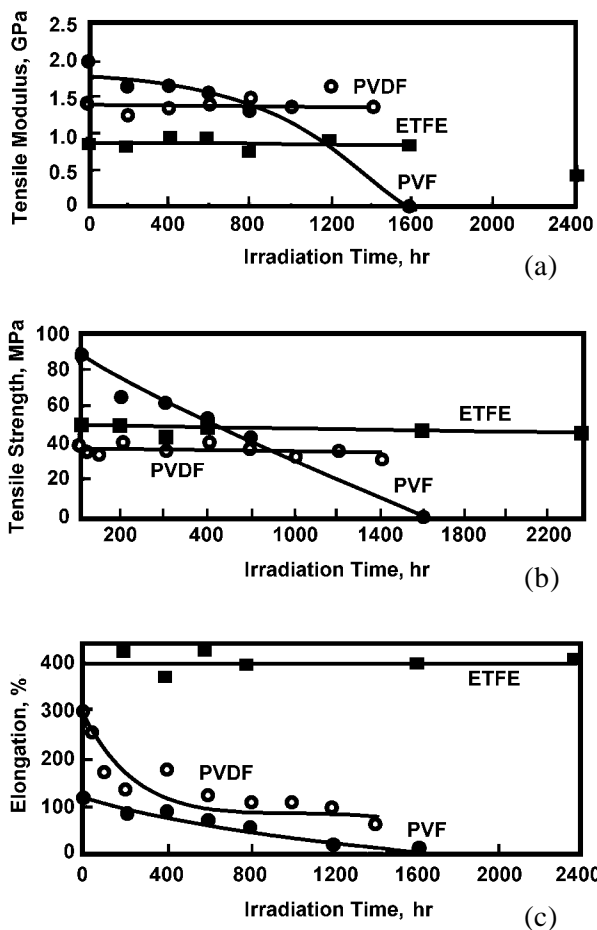 Tensile Modulus, GPa
2.5
2.0
1.5
1.0
0.5
0
PVDF
ETFE
PVF
0 400 800 1200 1600 2000 2400
Irradiation Time, hr
(a)
Tensile Strength, MPa
100
80
60
40
20
0
ETFE
PVDF
PVF
200 400 800 1000 1400 1800 2200
Irradiation Time, hr
(b)
Elongation, %
400
300
200
100
0
ETFE
PVDF
PVF
0 400 800 1200 1600 2000 2400
Irradiation Time, hr
(c)